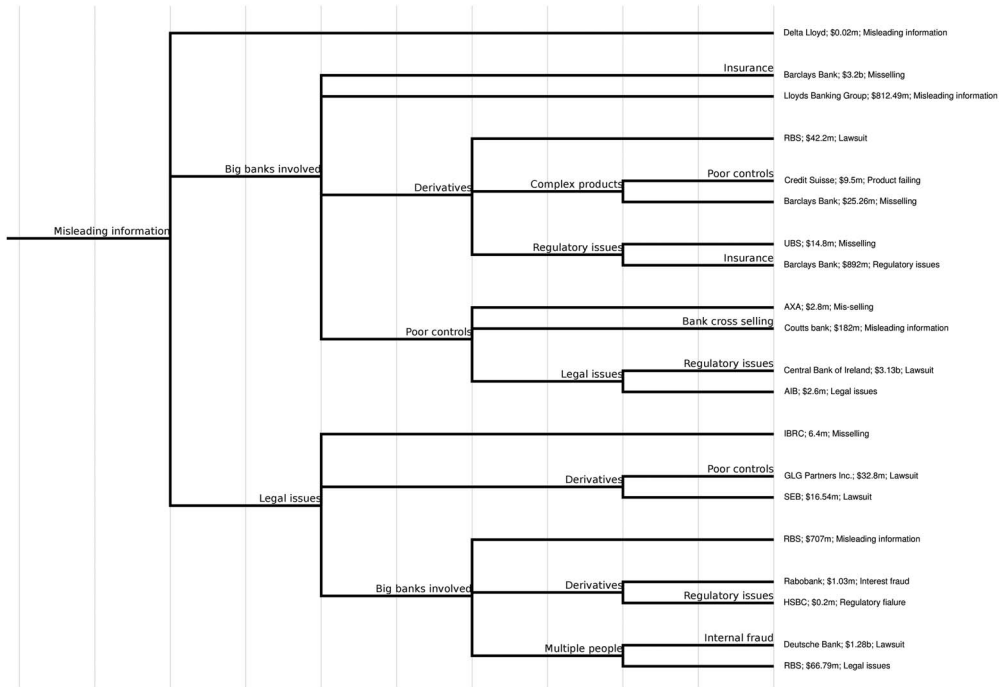 Delta Lloyd; $0.02m; Misleading information
Insurance
Barclays Bank; $3.2b; Misselling
Lloyds Banking Group; $812.49m; Misleading information
RBS; $42.2m; Lawsuit
Big banks involved
Poor controls
Credit Suisse; $9.5m; Product failing
Derivatives
Complex products
Barclays Bank; $25.26m; Misselling
Misleading information
UBS; $14.8m; Misselling
Regulatory issues
Insurance
Barclays Bank; $892m; Regulatory issues
AXA; $2.8m; Mis-selling
Bank cross selling
Coutts bank; $182m; Misleading information
Poor controls
Regulatory issues
Central Bank of Ireland; $3.13b; Lawsuit
Legal issues
AIB; $2.6m; Legal issues
IBRC; 6.4m; Misselling
Poor controls
GLG Partners Inc.; $32.8m; Lawsuit
Derivatives
SEB; $16.54m; Lawsuit
Legal issues
RBS; $707m; Misleading information
Rabobank; $1.03m; Interest fraud
Big banks involved
Derivatives
Regulatory issues
HSBC; $0.2m; Regulatory fialure
Internal fraud
Deutsche Bank; $1.28b; Lawsuit
Multiple people
RBS; $66.79m; Legal issues